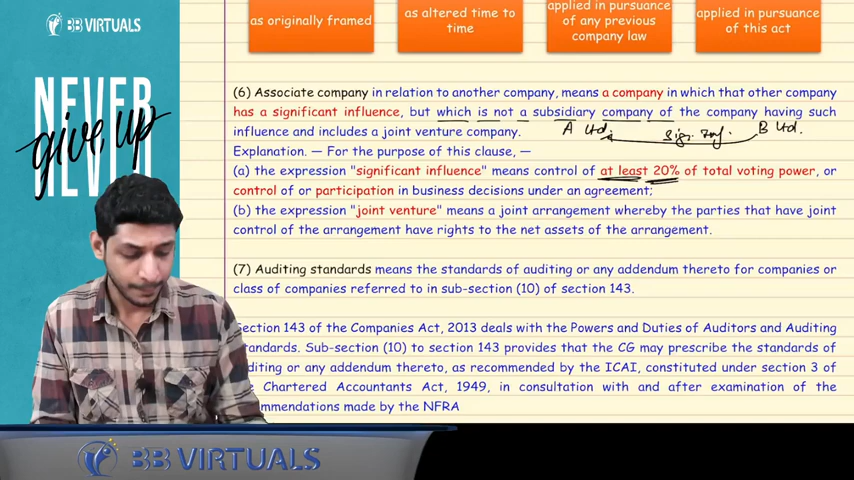 BB VIRTUALS
NEVER
give up
NEVER
as originally framed
as altered time to
time
applied in pursuance
of any previous
company law
applied in pursuance
of this act
(6) Associate company in relation to another company, means a company in which that other company
has a significant influence, but which is not a subsidiary company of the company having such
influence and includes a joint venture company.
A Ltd. Sign. Inf. B Ltd.
Explanation. — For the purpose of this clause, —
(a) the expression "significant influence" means control of at least 20% of total voting power, or
control of or participation in business decisions under an agreement;
(b) the expression "joint venture" means a joint arrangement whereby the parties that have joint
control of the arrangement have rights to the net assets of the arrangement.
(7) Auditing standards means the standards of auditing or any addendum thereto for companies or
class of companies referred to in sub-section (10) of section 143.
ection 143 of the Companies Act, 2013 deals with the Powers and Duties of Auditors and Auditing
tandards. Sub-section (10) to section 143 provides that the CG may prescribe the standards of
diting or any addendum thereto, as recommended by the ICAI, constituted under section 3 of
Chartered Accountants Act, 1949, in consultation with and after examination of the
mmendations made by the NFRA
BB VIRTUALS